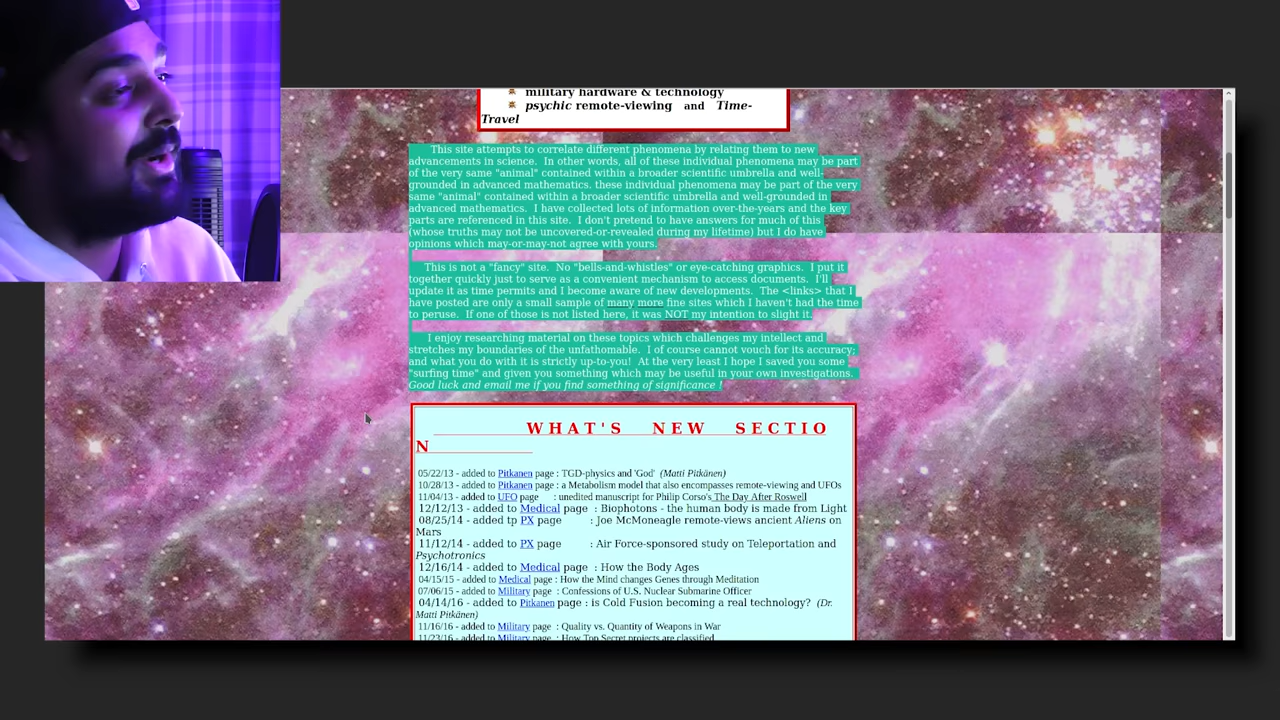 military hardware & technology
psychic remote-viewing and Time-
Travel
This site attempts to correlate different phenomena by relating them to new
advancements in science. In other words, all of these individual phenomena may be part
of the very same "animal" contained within a broader scientific umbrella and well-
grounded in advanced mathematics. these individual phenomena may be part of the very
same "animal" contained within a broader scientific umbrella and well-grounded in
advanced mathematics. I have collected lots of information over-the-years and the key
parts are referenced in this site. I don't pretend to have answers for much of this
(whose truths may not be uncovered-or-revealed during my lifetime) but I do have
opinions which may-or-may-not agree with yours.
This is not a "fancy" site. No "bells-and-whistles" or eye-catching graphics. I put it
together quickly just to serve as a convenient mechanism to access documents. I'll
update it as time permits and I become aware of new developments. The <links> that I
have posted are only a small sample of many more fine sites which I haven't had the time
to peruse. If one of those is not listed here, it was NOT my intention to slight it.
I enjoy researching material on these topics which challenges my intellect and
stretches my boundaries of the unfathomable. I of course cannot vouch for its accuracy;
and what you do with it is strictly up-to-you! At the very least I hope I saved you some
"surfing time" and given you something which may be useful in your own investigations.
Good luck and email me if you find something of significance !
WHAT'S NEW SECTIO
N
05/22/13 - added to Pitkanen page : TGD-physics and 'God' (Matti Pitkänen)
10/28/13 - added to Pitkanen page : a Metabolism model that also encompasses remote-viewing and UFOs
11/04/13 - added to UFO page : unedited manuscript for Philip Corso's The Day After Roswell
12/12/13 - added to Medical page : Biophotons - the human body is made from Light
08/25/14 - added tp PX page : Joe McMoneagle remote-views ancient Aliens on
Mars
11/12/14 - added to PX page : Air Force-sponsored study on Teleportation and
Psychotronics
12/16/14 - added to Medical page : How the Body Ages
04/15/15 - added to Medical page : How the Mind changes Genes through Meditation
07/06/15 - added to Military page : Confessions of U.S. Nuclear Submarine Officer
04/14/16 - added to Pitkanen page : is Cold Fusion becoming a real technology? (Dr.
Matti Pitkänen)
11/16/16 - added to Military page : Quality vs. Quantity of Weapons in War
11/23/16 - added to Military page : How Top Secret projects are classified